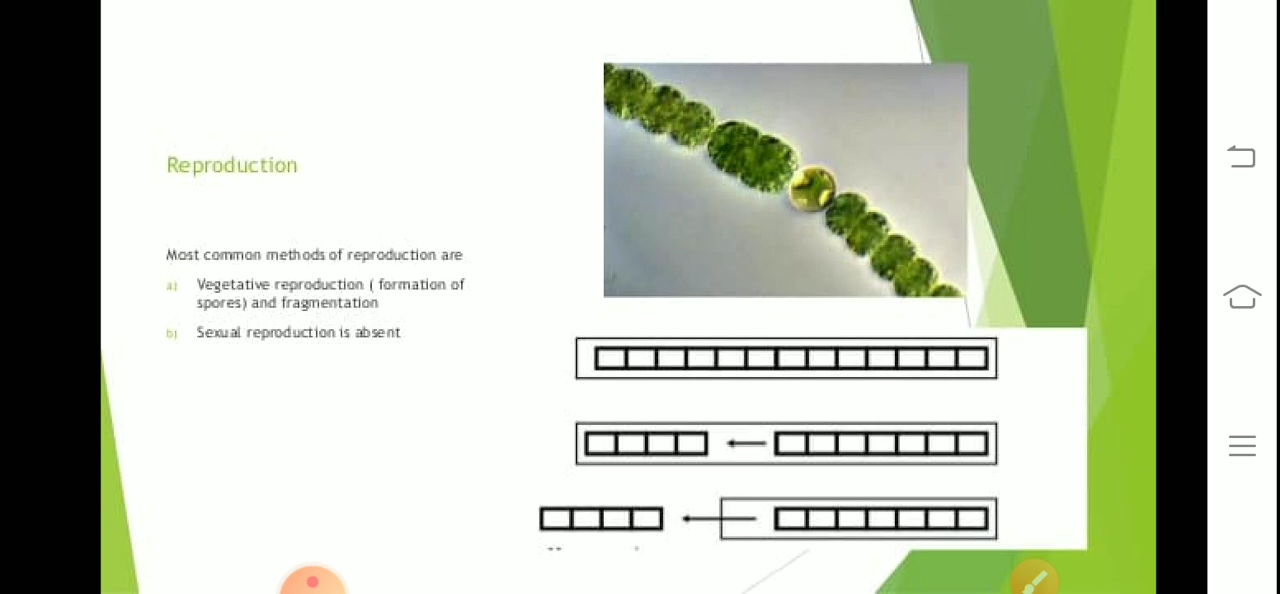 Reproduction
Most common methods of reproduction are
a) Vegetative reproduction ( formation of
spores) and fragmentation
b) Sexual reproduction is absent